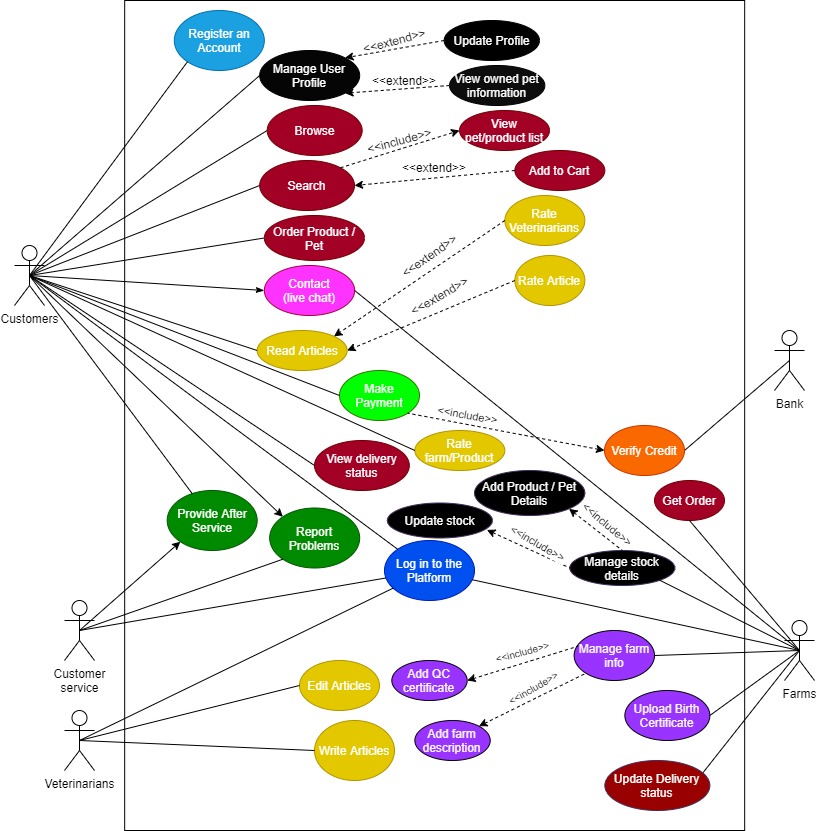 Register an
Account
<<extend>>
Update Profile
Manage User
Profile
<<extend>>
View owned pet
information
Browse
<<include>>
View
pet/product list
Search
<<extend>>
Add to Cart
Rate
Veterinarians
Order Product /
Pet
<<extend>>
Contact
(live chat)
Rate Article
<<extend>>
Customers
Read Articles
Make
Payment
<<include>>
Bank
Rate
farm/Product
Verify Credit
View delivery
status
Add Product / Pet
Details
Get Order
Provide After
Service
Update stock
<<include>>
Report
Problems
<<include>>
Log in to the
Platform
Manage stock
details
Customer
service
<<include>>
Manage farm
info
Add QC
certificate
<<include>>
Edit Articles
Farms
Upload Birth
Certificate
Add farm
description
Write Articles
Veterinarians
Update Delivery
status